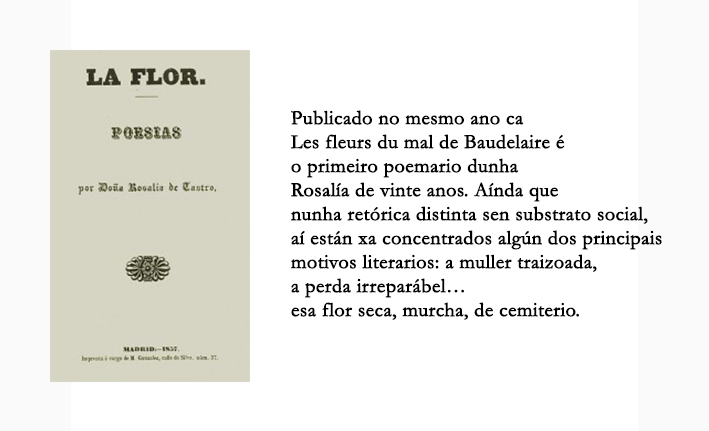 LA FLOR.
POESIAS
por Doña Rosalia de Castro.
MADRID:—1857.
Imprenta á cargo de M. Gonzalez, calle de Silva, núm. 37.
Publicado no mesmo ano ca
Les fleurs du mal de Baudelaire é
o primeiro poemario dunha
Rosalía de vinte anos. Aínda que
nunha retórica distinta sen substrato social,
aí están xa concentrados algún dos principais
motivos literarios: a muller traizoada,
a perda irreparábel…
esa flor seca, murcha, de cemiterio.